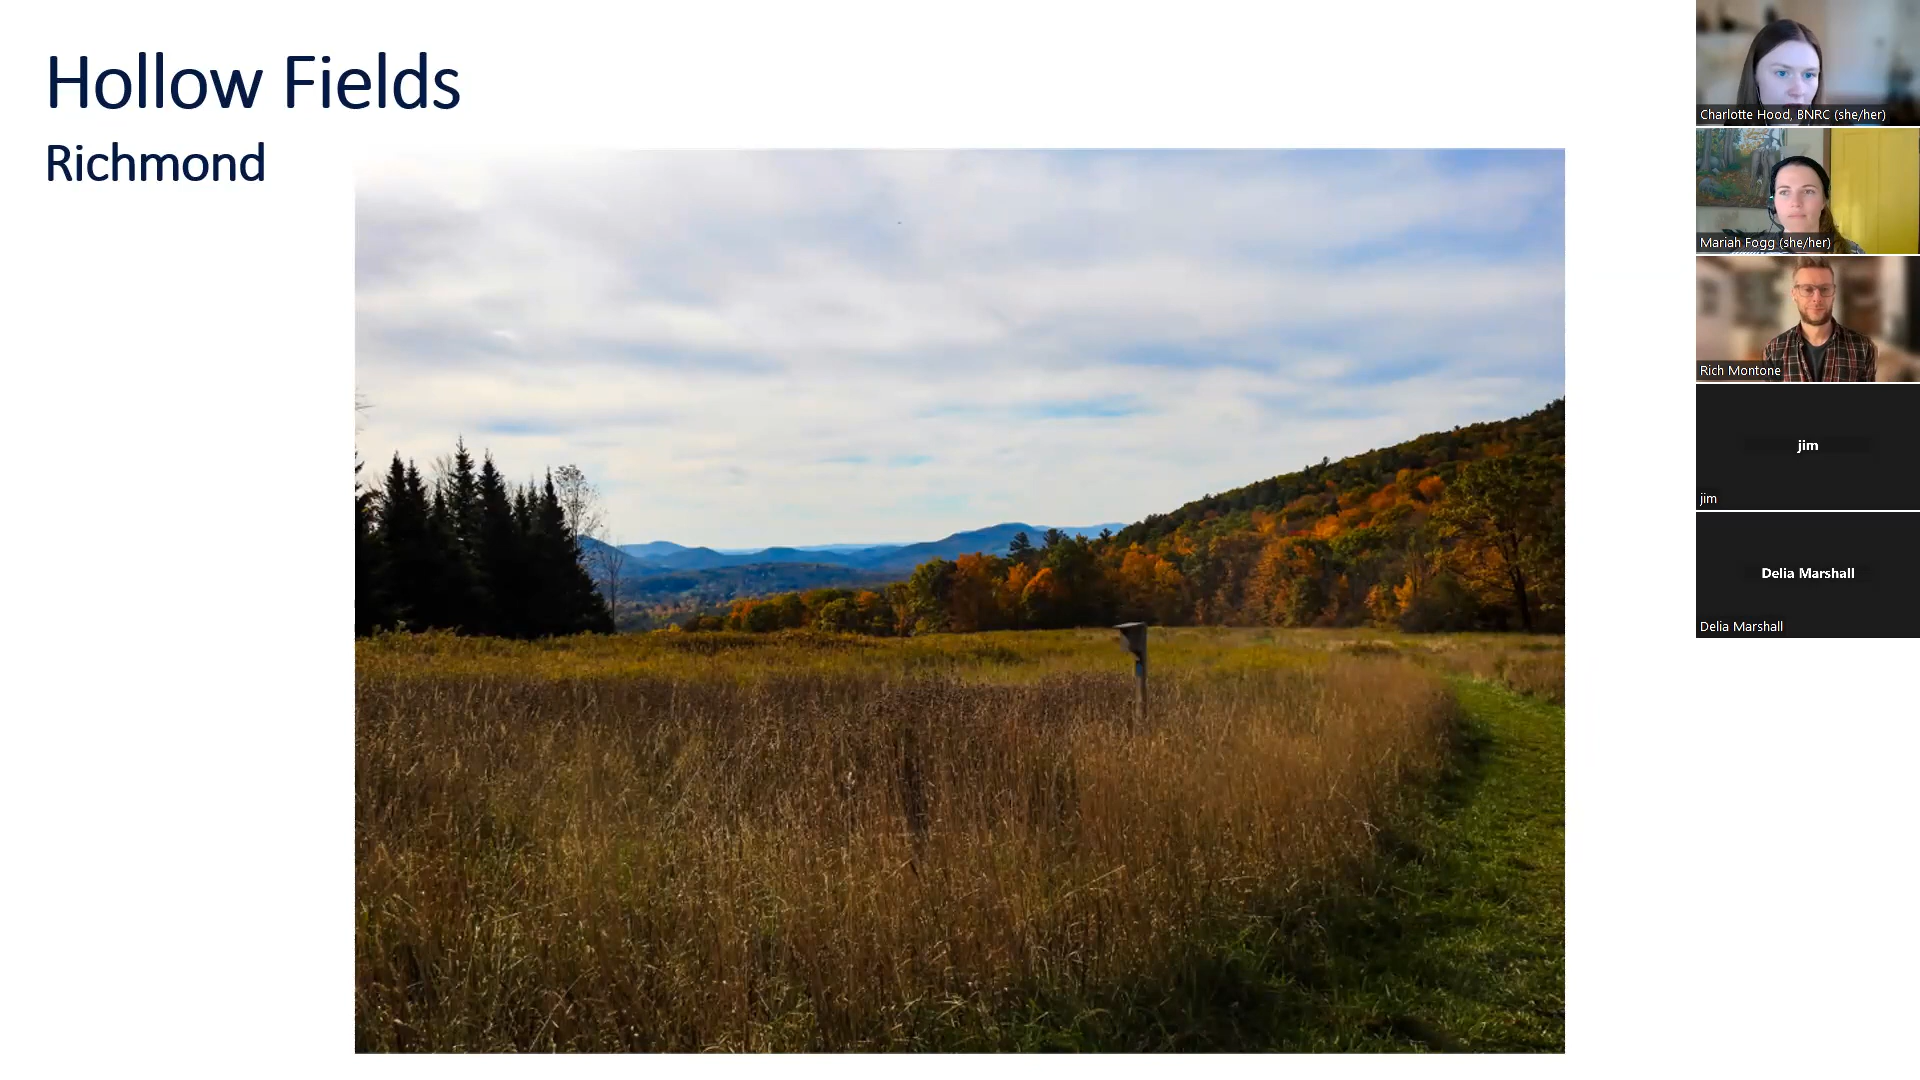 Hollow Fields
Richmond
Charlotte Hood, BNRC (she/her)
Mariah Fogg (she/her)
Rich Montone
jim
jim
Delia Marshall
Delia Marshall